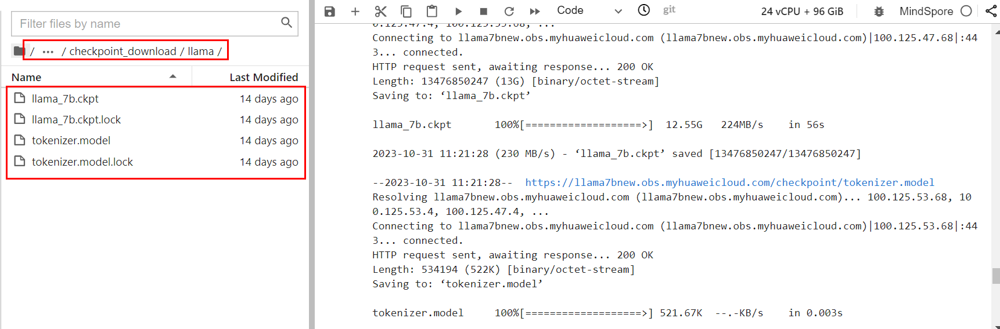 Filter files by name
/ ··· / checkpoint_download / llama /
Name Last Modified
llama_7b.ckpt 14 days ago
llama_7b.ckpt.lock 14 days ago
tokenizer.model 14 days ago
tokenizer.model.lock 14 days ago
Code git 24 vCPU + 96 GiB MindSpore
0.125.47.4, 100.125.53.68, ...
Connecting to llama7bnew.obs.myhuaweicloud.com (llama7bnew.obs.myhuaweicloud.com)|100.125.47.68|:44
3... connected.
HTTP request sent, awaiting response... 200 OK
Length: 13476850247 (13G) [binary/octet-stream]
Saving to: ‘llama_7b.ckpt’
llama_7b.ckpt 100%[===================>] 12.55G 224MB/s in 56s
2023-10-31 11:21:28 (230 MB/s) - ‘llama_7b.ckpt’ saved [13476850247/13476850247]
--2023-10-31 11:21:28-- https://llama7bnew.obs.myhuaweicloud.com/checkpoint/tokenizer.model
Resolving llama7bnew.obs.myhuaweicloud.com (llama7bnew.obs.myhuaweicloud.com)... 100.125.53.68, 10
0.125.53.4, 100.125.47.4, ...
Connecting to llama7bnew.obs.myhuaweicloud.com (llama7bnew.obs.myhuaweicloud.com)|100.125.53.68|:44
3... connected.
HTTP request sent, awaiting response... 200 OK
Length: 534194 (522K) [binary/octet-stream]
Saving to: ‘tokenizer.model’
tokenizer.model 100%[===================>] 521.67K --.-KB/s in 0.003s